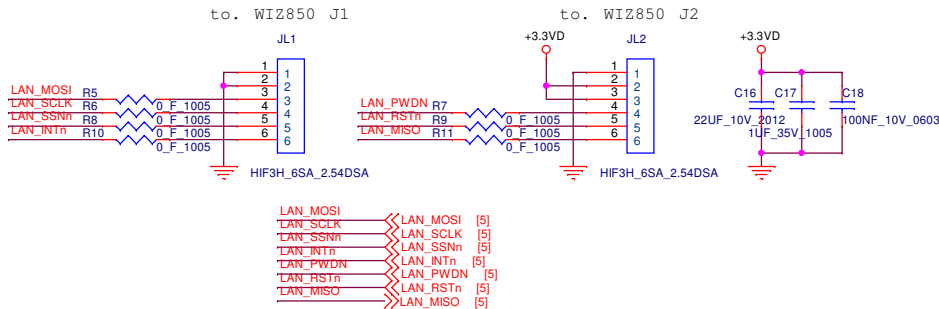 to. WIZ850 J1
to. WIZ850 J2
JL1
+3.3VD
JL2
+3.3VD
1 1
2 2
LAN_MOSI R5 3 3
LAN_SCLK R6 0_F_1005 4 4
LAN_SSNn R8 0_F_1005 5 5
LAN_INTn R10 0_F_1005 6 6
0_F_1005
HIF3H_6SA_2.54DSA
1 1
2 2
3 3
LAN_PWDN R7 4 4
LAN_RSTn R9 0_F_1005 5 5
LAN_MISO R11 0_F_1005 6 6
0_F_1005
HIF3H_6SA_2.54DSA
C16 C17 C18
22UF_10V_2012 100NF_10V_0603
1UF_35V_1005
LAN_MOSI LAN_MOSI [5]
LAN_SCLK LAN_SCLK [5]
LAN_SSNn LAN_SSNn [5]
LAN_INTn LAN_INTn [5]
LAN_PWDN LAN_PWDN [5]
LAN_RSTn LAN_RSTn [5]
LAN_MISO LAN_MISO [5]